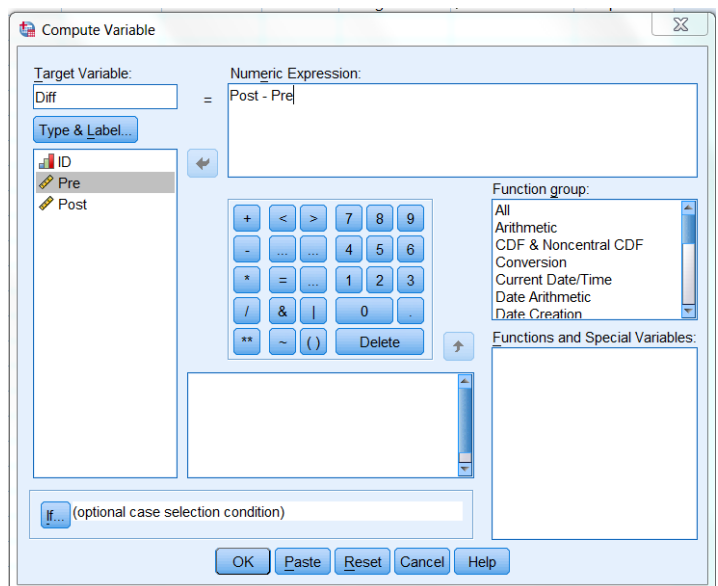 Compute Variable
Target Variable:
Diff
=
Numeric Expression:
Post - Pre
Type & Label...
ID
Pre
Post
+ < > 7 8 9
- ... ... 4 5 6
* = ... 1 2 3
/ & | 0 .
** ~ ( ) Delete
Function group:
All
Arithmetic
CDF & Noncentral CDF
Conversion
Current Date/Time
Date Arithmetic
Date Creation
Functions and Special Variables:
If... (optional case selection condition)
OK Paste Reset Cancel Help